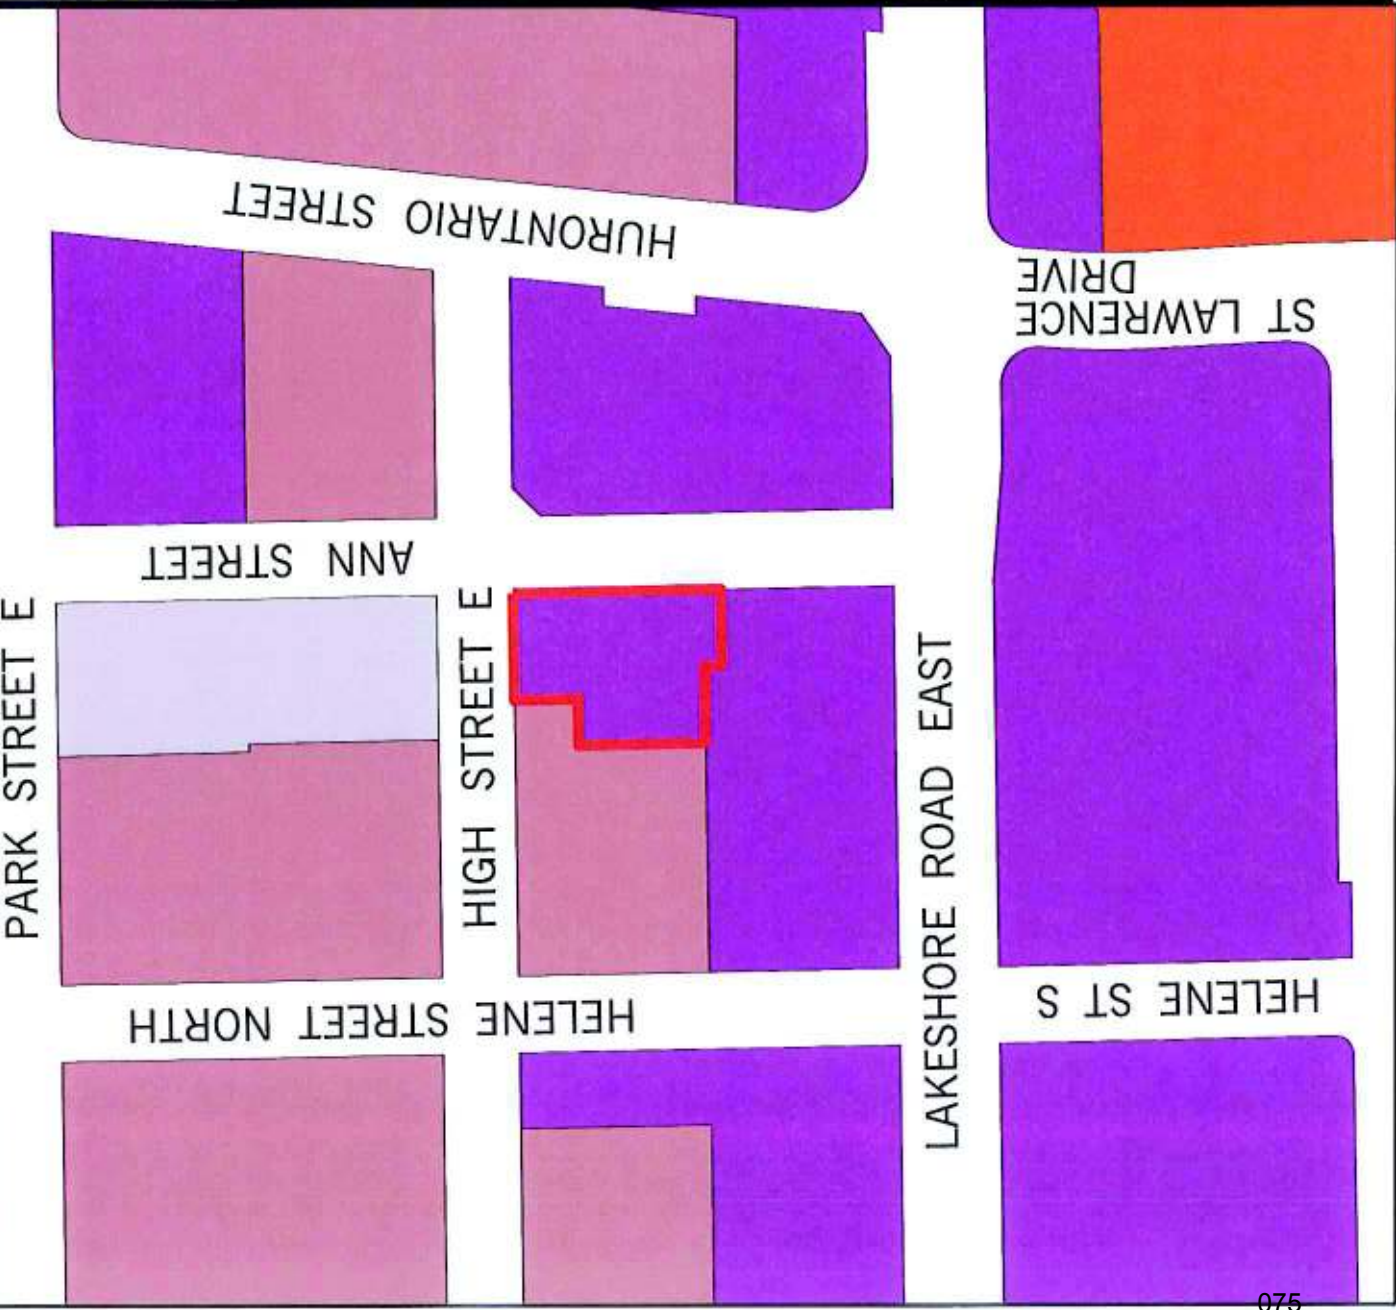 HURONTARIO STREET
ST LAWRENCE
DRIVE
ANN STREET
PARK STREET E
HIGH STREET E
LAKESHORE ROAD EAST
HELENE STREET NORTH
HELENE ST S
075